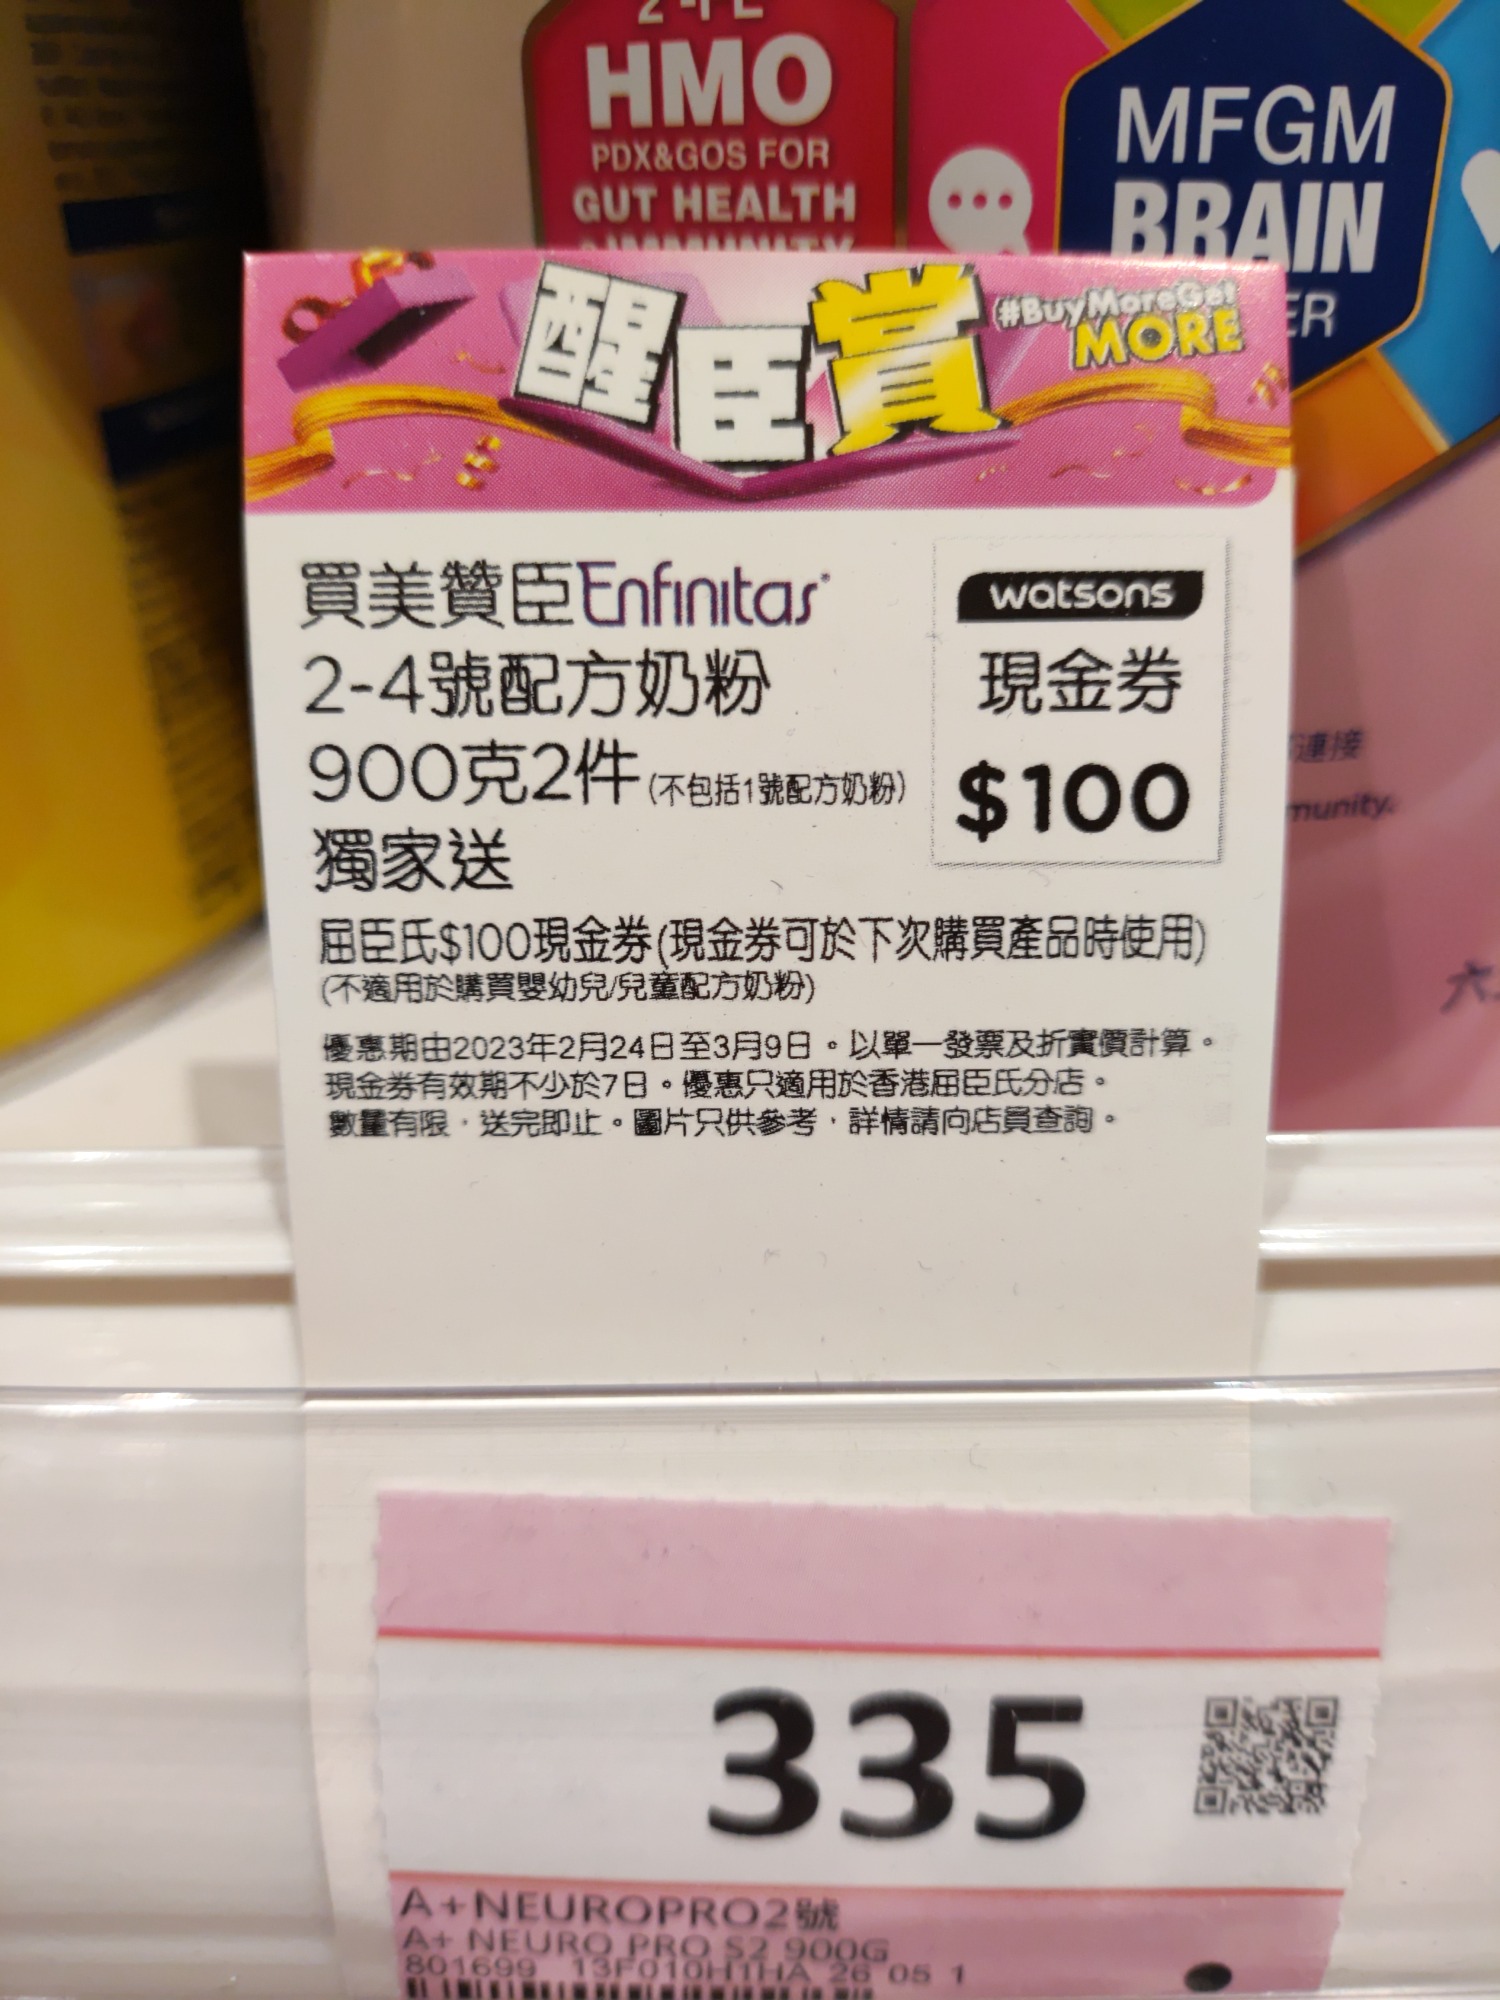 HMO
PDX&GOS FOR
GUT HEALTH
MFGM
BRAIN
醒臣賞
#BuyMoreGet
MORE
買美贊臣Enfinitas
2-4號配方奶粉
900克2件(不包括1號配方奶粉)
獨家送
watsons
現金券
$100
屈臣氏$100現金券(現金券可於下次購買產品時使用)
(不適用於購買嬰幼兒/兒童配方奶粉)
優惠期由2023年2月24日至3月9日。以單一發票及折實價計算。
現金券有效期不少於7日。優惠只適用於香港屈臣氏分店。
數量有限,送完即止。圖片只供參考,詳情請向店員查詢。
連接
335
A+NEUROPRO2號
A+ NEURO PRO S2 900G
801699 13F010H1HA 26 05 1